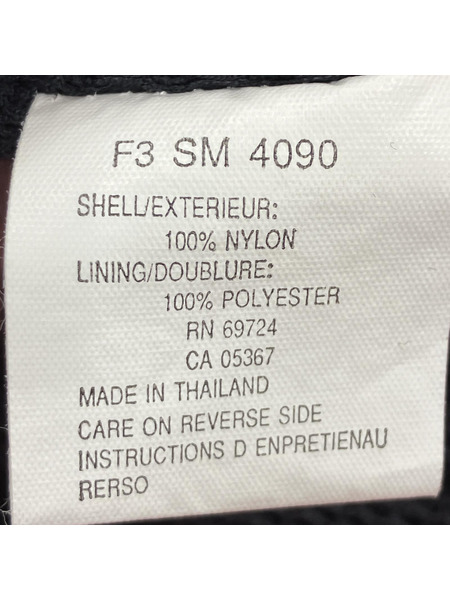 F3 SM 4090
SHELL/EXTERIEUR:
100% NYLON
LINING/DOUBLURE:
100% POLYESTER
RN 69724
CA 05367
MADE IN THAILAND
CARE ON REVERSE SIDE
INSTRUCTIONS D ENPRETIENAU
RERSO